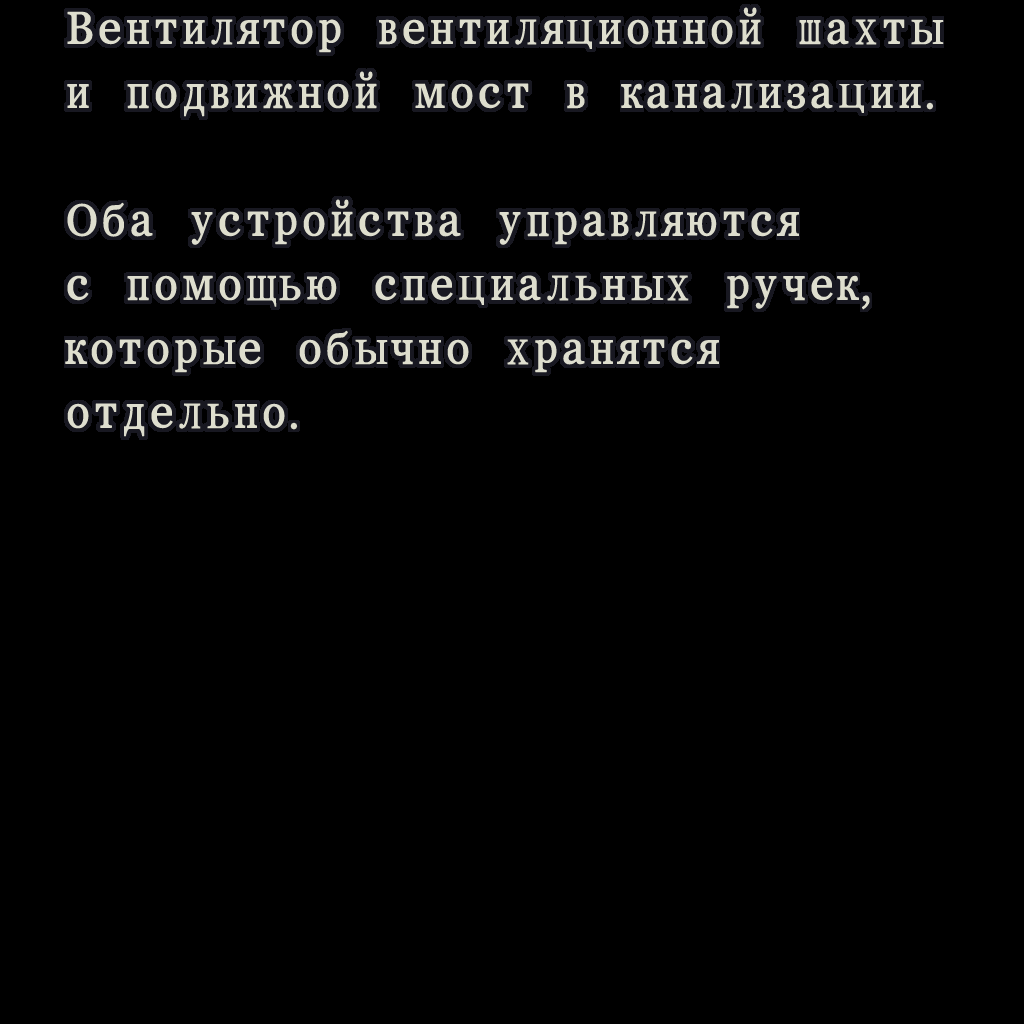 Вентилятор вентиляционной шахты
и подвижной мост в канализации.
Оба устройства управляются
с помощью специальных ручек,
которые обычно хранятся
отдельно.